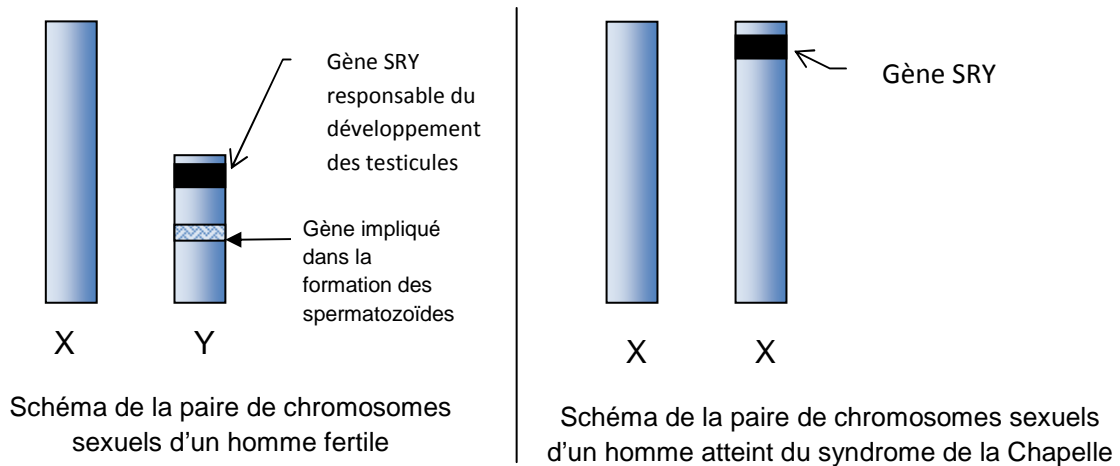 Gène SRY
responsable du
développement
des testicules
Gène impliqué
dans la
formation des
spermatozoïdes
X
Y
Schéma de la paire de chromosomes
sexuels d’un homme fertile
Gène SRY
X
X
Schéma de la paire de chromosomes sexuels
d’un homme atteint du syndrome de la Chapelle